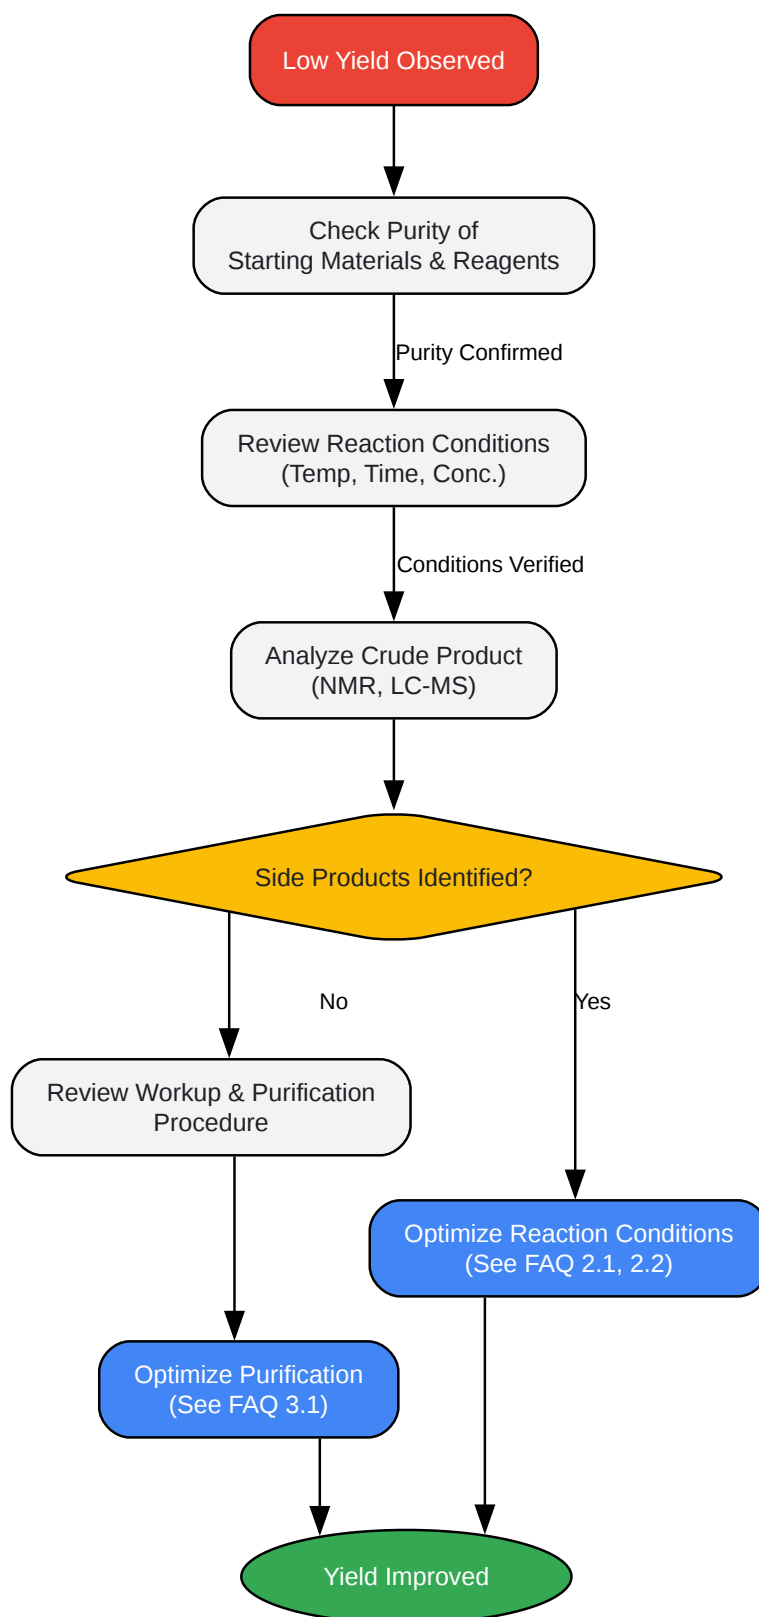 Low Yield Observed
Check Purity of
Starting Materials & Reagents
Purity Confirmed
Review Reaction Conditions
(Temp, Time, Conc.)
Conditions Verified
Analyze Crude Product
(NMR, LC-MS)
Side Products Identified?
No
Yes
Review Workup & Purification
Procedure
Optimize Reaction Conditions
(See FAQ 2.1, 2.2)
Optimize Purification
(See FAQ 3.1)
Yield Improved